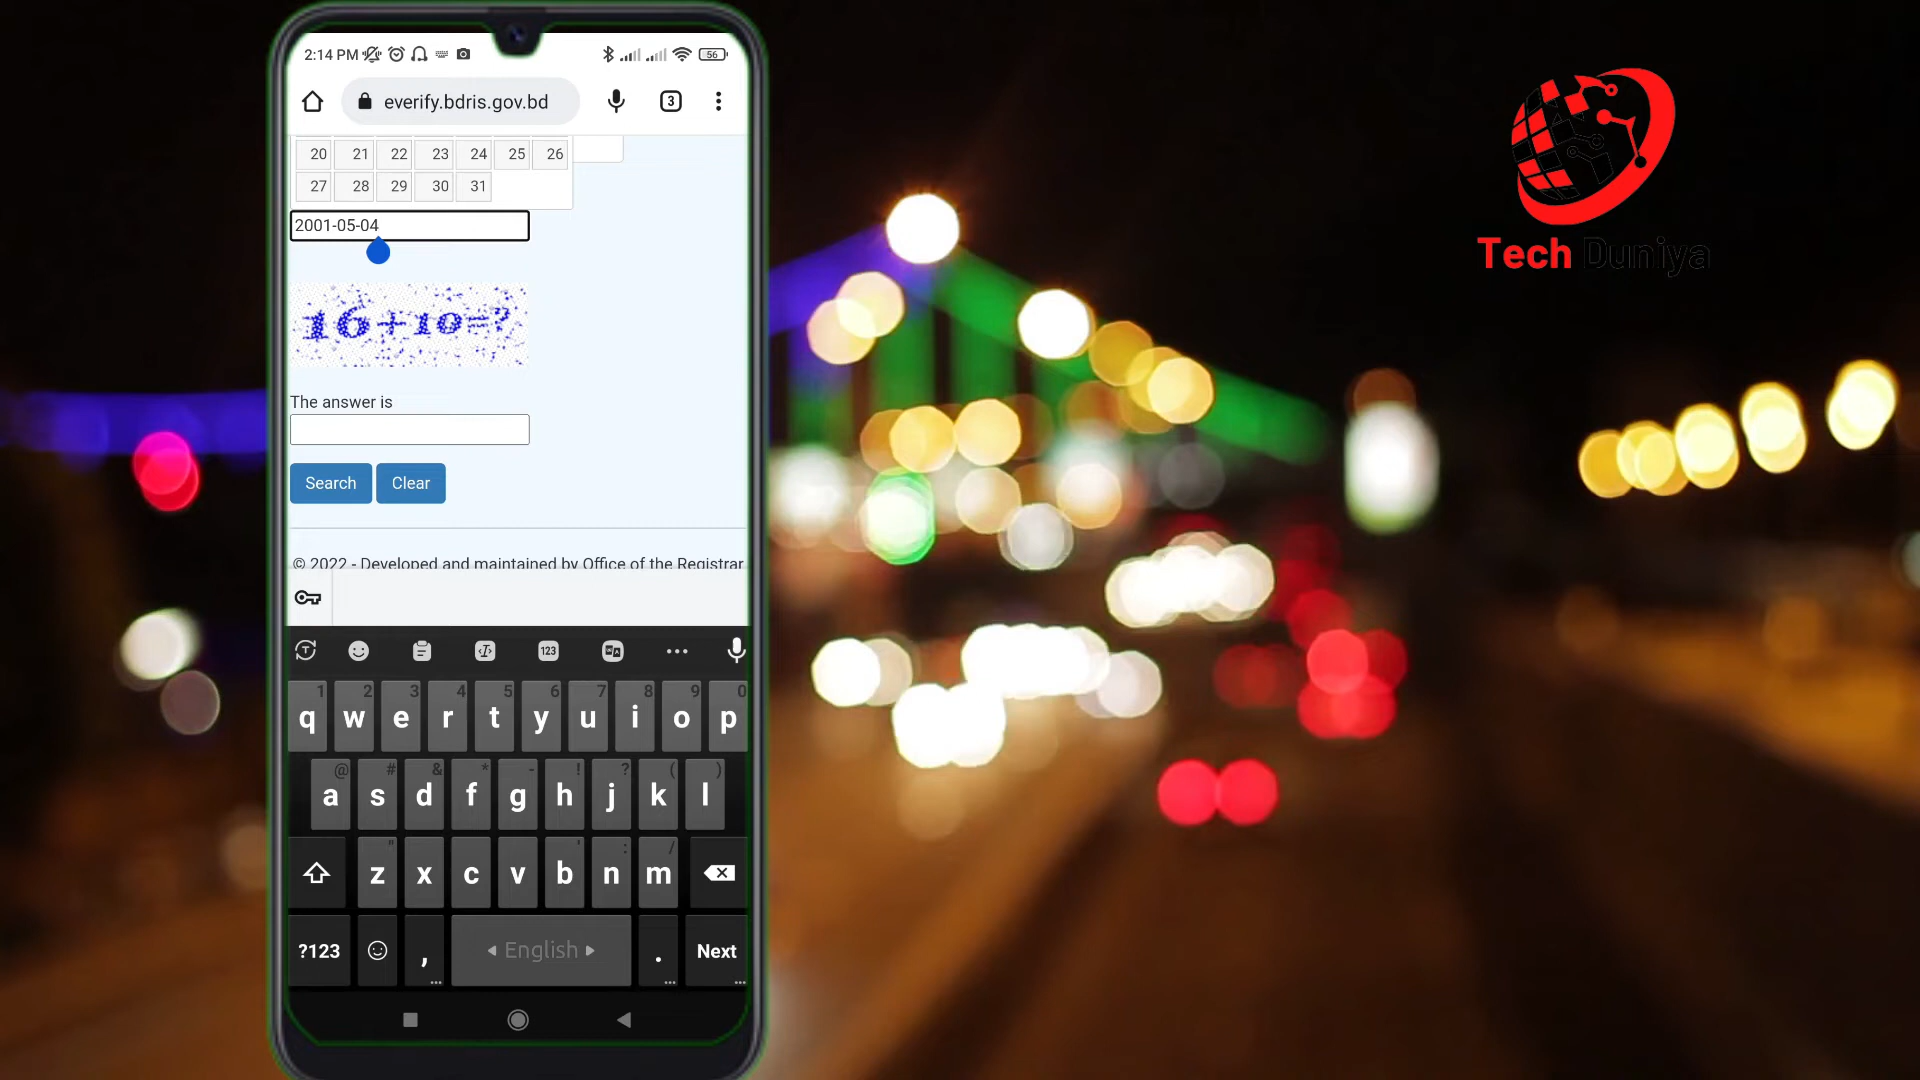 2:14 PM 56
everify.bdris.gov.bd 3
20 21 22 23 24 25 26
27 28 29 30 31
2001-05-04
16+10=?
The answer is
Search Clear
© 2022 - Developed and maintained by Office of the Registrar
123
1 2 3 4 5 6 7 8 9 0
q w e r t y u i o p
@ # & * - ! ? ( )
a s d f g h j k l
" ' : /
z x c v b n m
?123 , English . Next
Tech Duniya